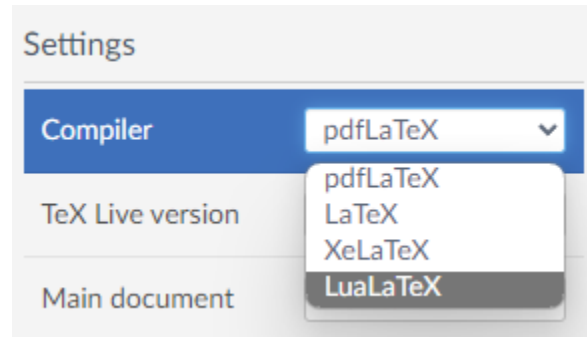 Settings
Compiler pdfLaTeX
pdfLaTeX
TeX Live version LaTeX
XeLaTeX
Main document LuaLaTeX